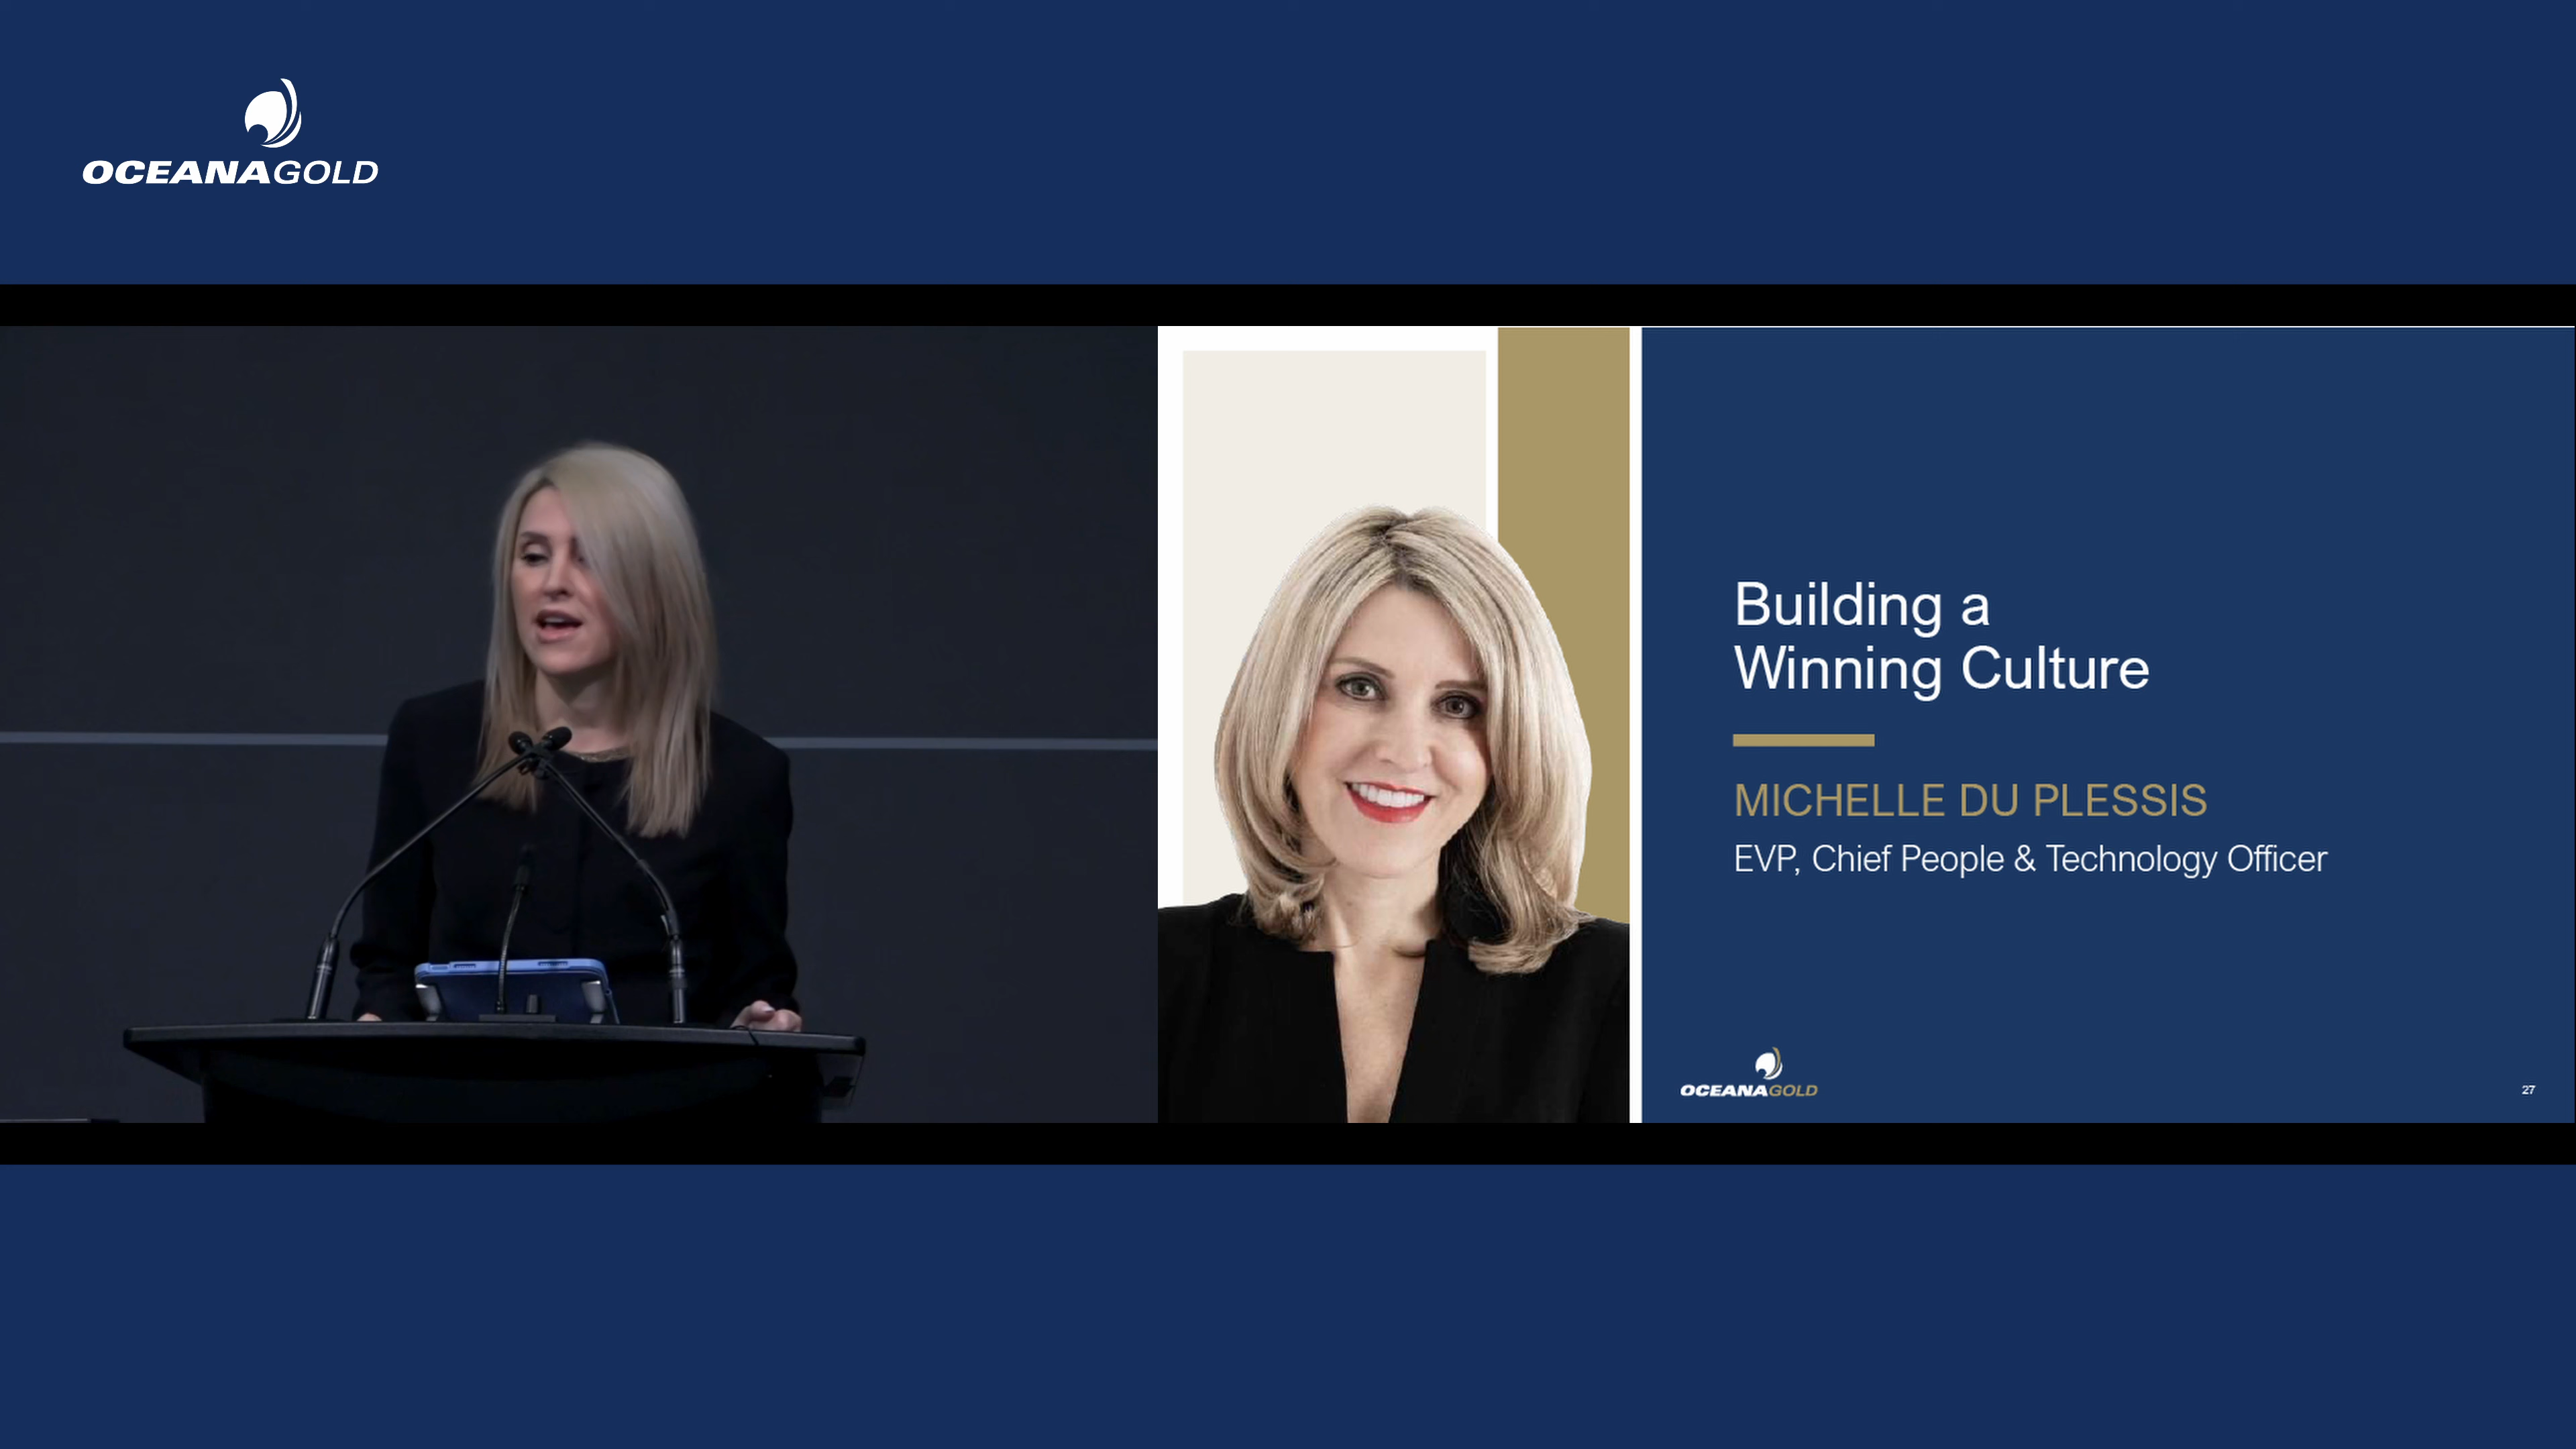 OCEANAGOLD
Building a
Winning Culture
MICHELLE DU PLESSIS
EVP, Chief People & Technology Officer
OCEANAGOLD
27